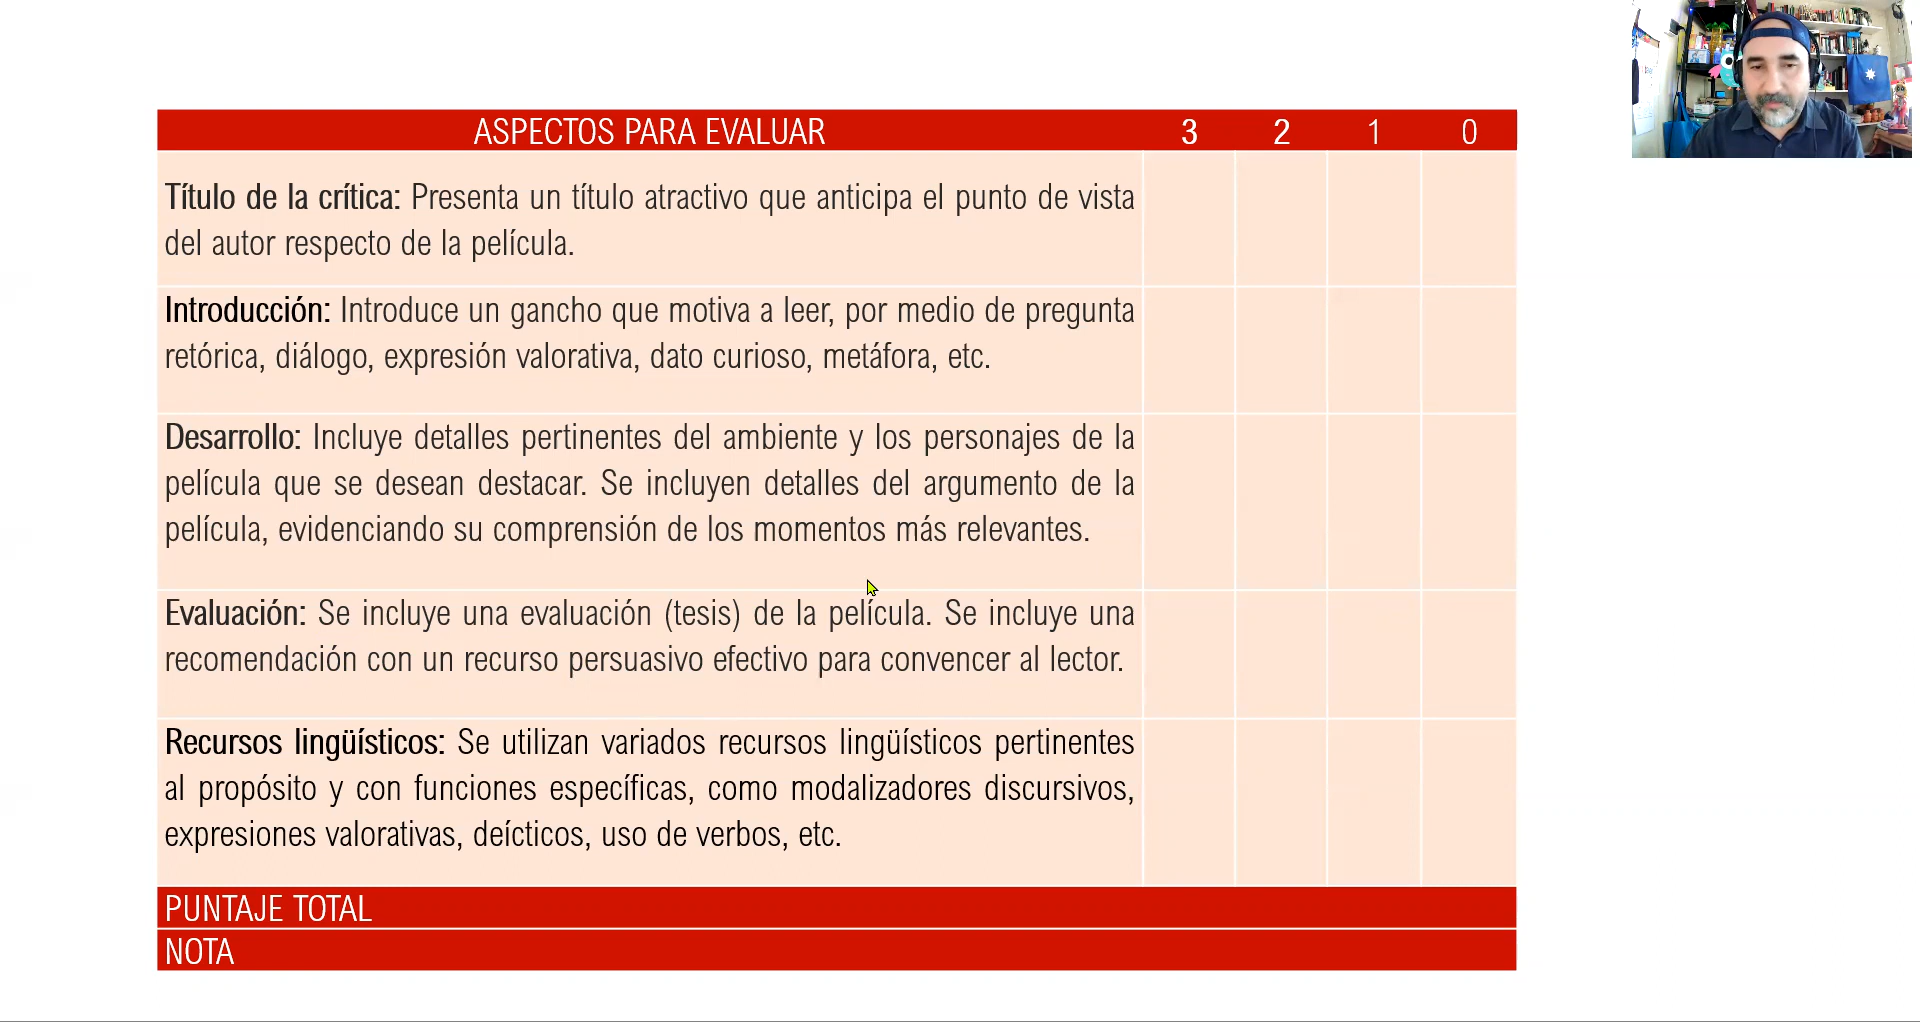 ASPECTOS PARA EVALUAR 3 2 1 0
Título de la crítica: Presenta un título atractivo que anticipa el punto de vista
del autor respecto de la película.
Introducción: Introduce un gancho que motiva a leer, por medio de pregunta
retórica, diálogo, expresión valorativa, dato curioso, metáfora, etc.
Desarrollo: Incluye detalles pertinentes del ambiente y los personajes de la
película que se desean destacar. Se incluyen detalles del argumento de la
película, evidenciando su comprensión de los momentos más relevantes.
Evaluación: Se incluye una evaluación (tesis) de la película. Se incluye una
recomendación con un recurso persuasivo efectivo para convencer al lector.
Recursos lingüísticos: Se utilizan variados recursos lingüísticos pertinentes
al propósito y con funciones específicas, como modalizadores discursivos,
expresiones valorativas, deícticos, uso de verbos, etc.
PUNTAJE TOTAL
NOTA